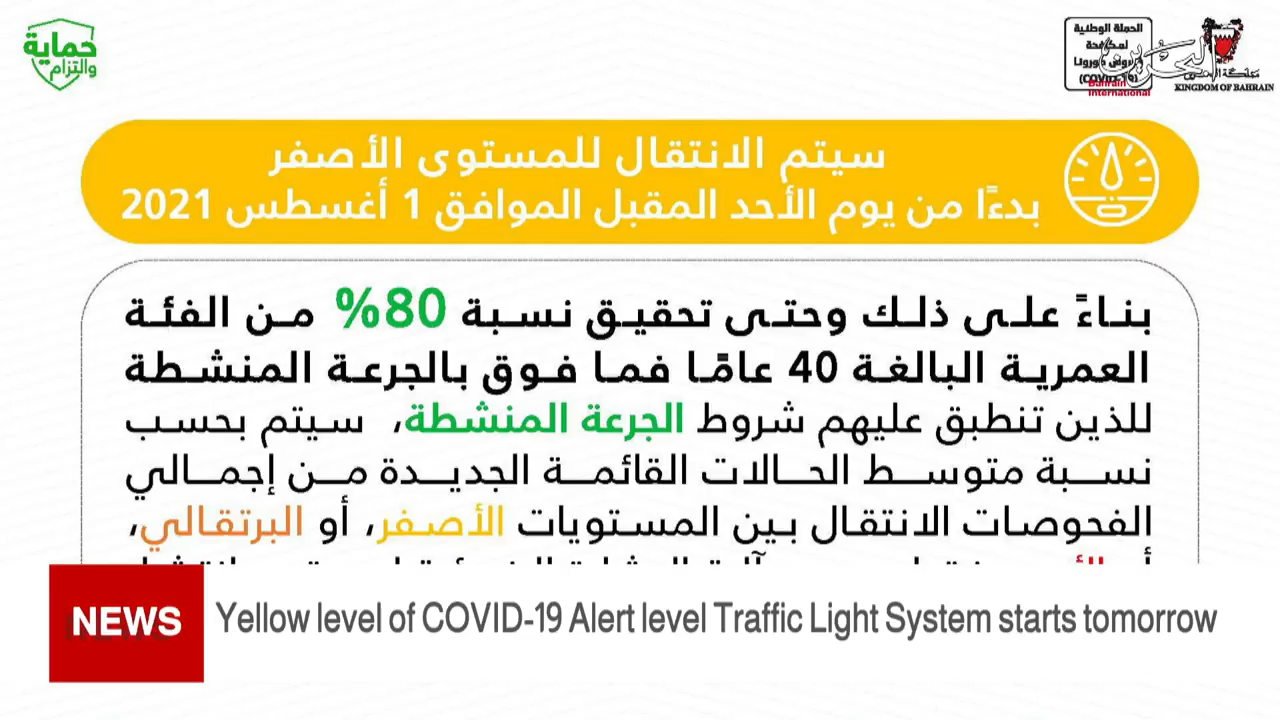 حماية
والتزام
الحملة الوطنية
لمكافحة
(COVID-19)
البحرين
Bahrain
International
مملكة البحرين
KINGDOM OF BAHRAIN
سيتم الانتقال للمستوى الأصفر
بدءًا من يوم الأحد المقبل الموافق 1 أغسطس 2021
بناءً على ذلك وحتى تحقيق نسبة 80% من الفئة
العمرية البالغة 40 عامًا فما فوق بالجرعة المنشطة
للذين تنطبق عليهم شروط الجرعة المنشطة، سيتم بحسب
نسبة متوسط الحالات القائمة الجديدة من إجمالي
الفحوصات الانتقال بين المستويات الأصفر، أو البرتقالي،
NEWS
Yellow level of COVID-19 Alert level Traffic Light System starts tomorrow